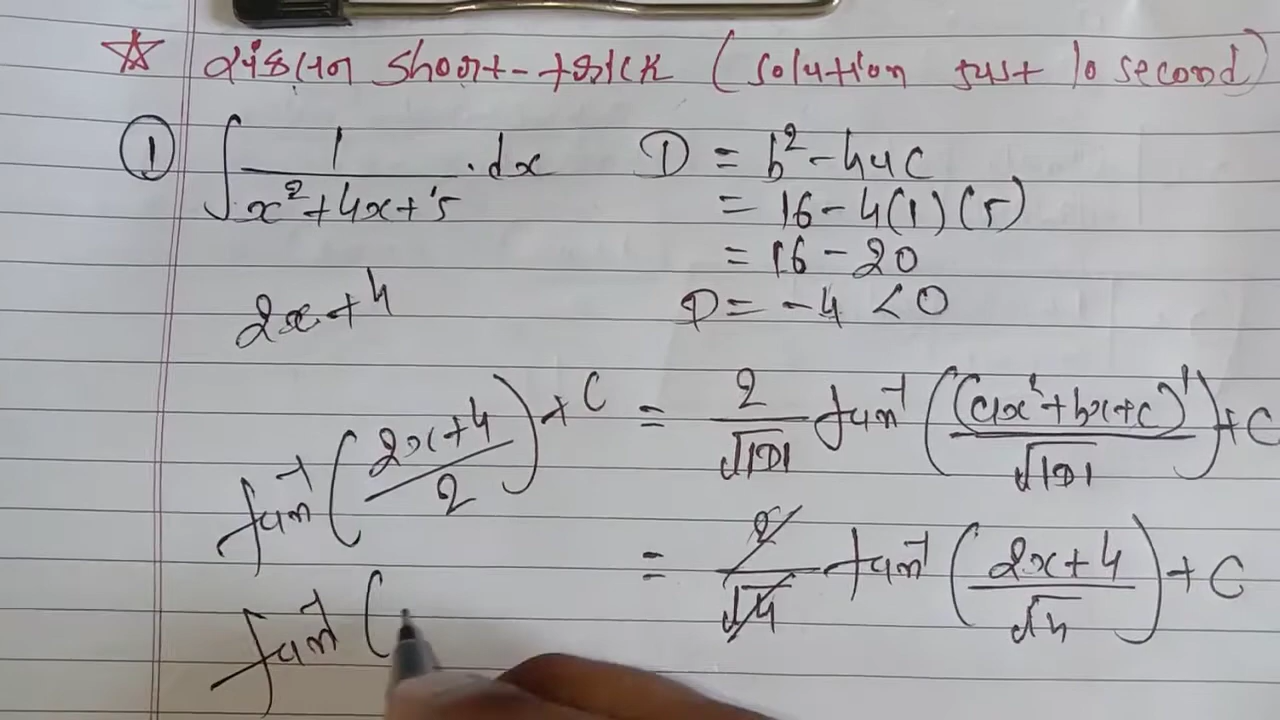 ☆ સંકલન short-trick (solution just 10 second)
① ∫ 1/(x²+4x+5) . dx
D = b² - 4ac
= 16 - 4(1)(5)
= 16 - 20
D = -4 < 0
2x+4
= 2/√|D| tan⁻¹ ((ax²+bx+c)'/√|D|) + C
= 2/√4 tan⁻¹ ((2x+4)/√4) + C
tan⁻¹ ((2x+4)/2) + C
tan⁻¹ (